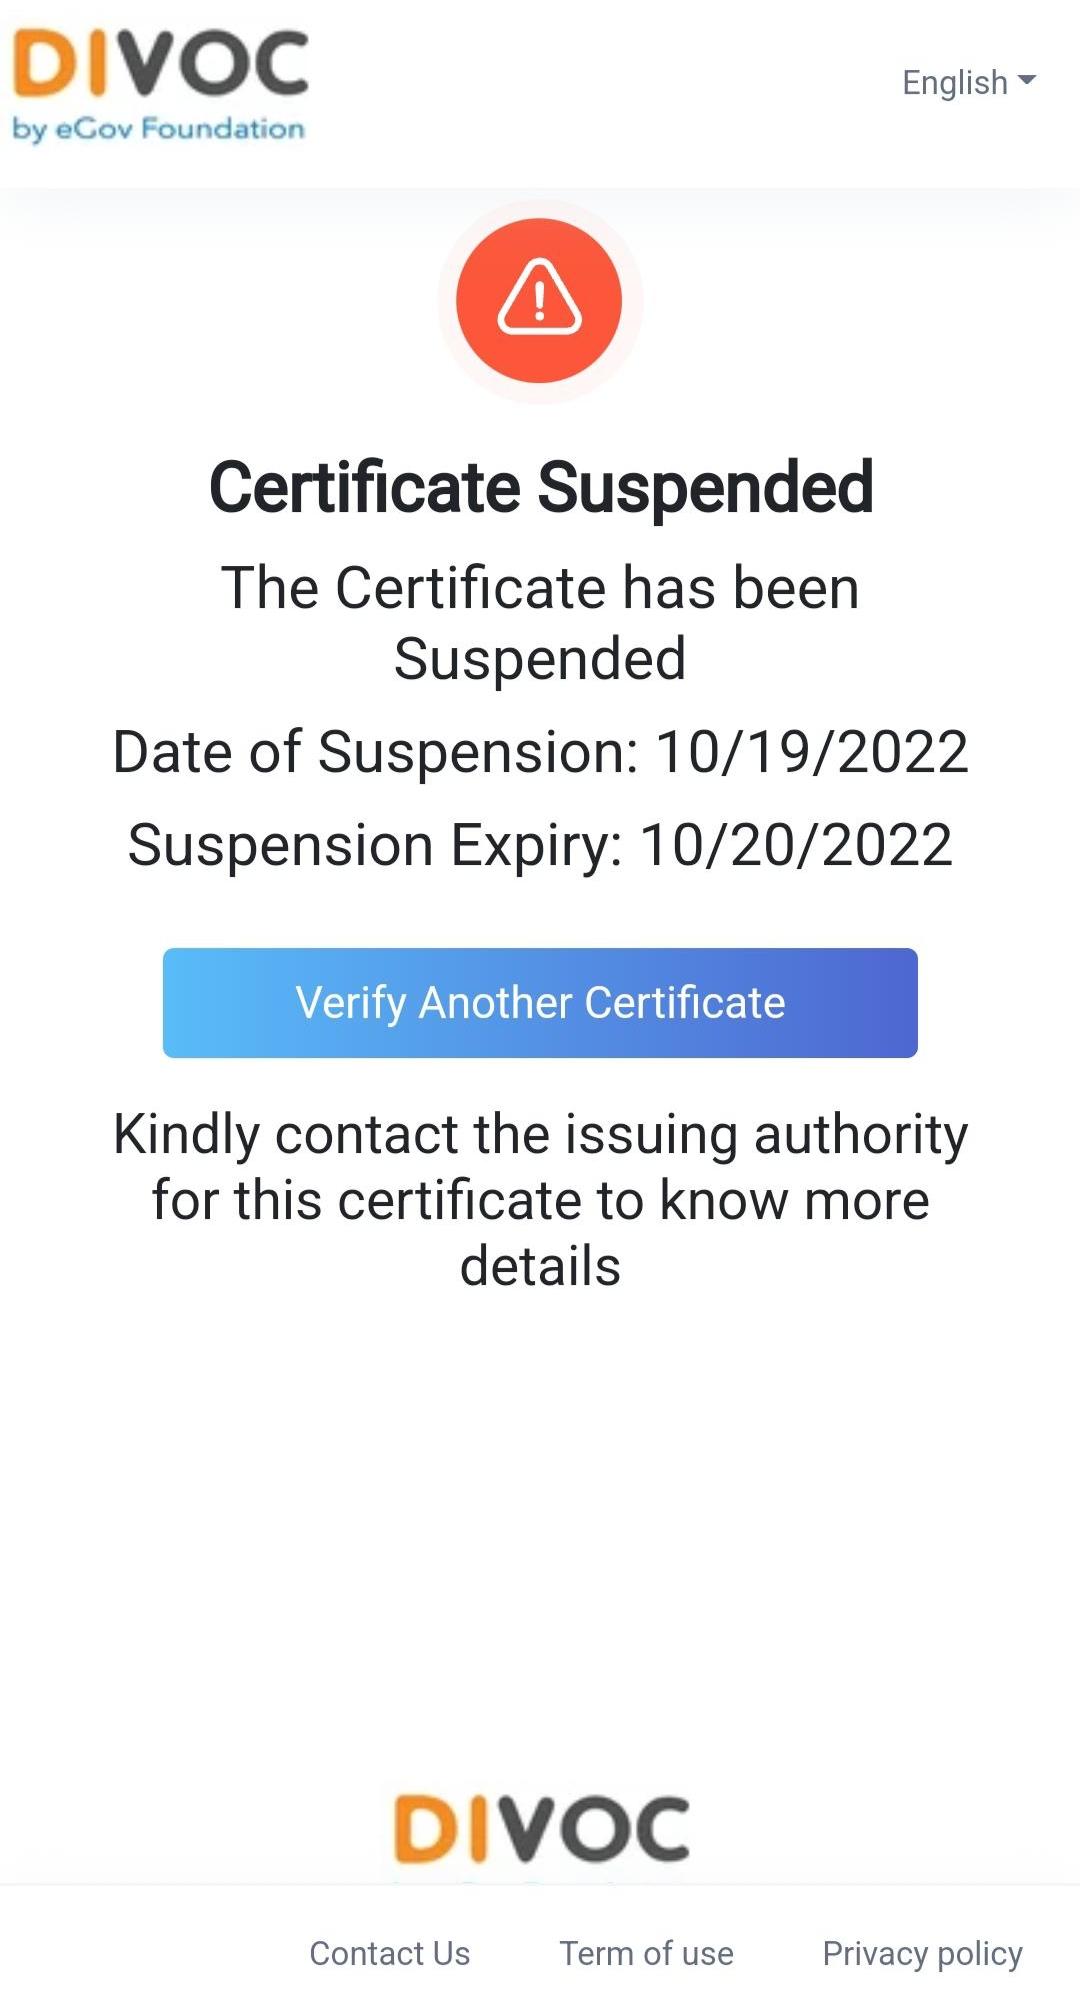 DIVOC
by eGov Foundation
English
Certificate Suspended
The Certificate has been
Suspended
Date of Suspension: 10/19/2022
Suspension Expiry: 10/20/2022
Verify Another Certificate
Kindly contact the issuing authority
for this certificate to know more
details
DIVOC
Contact Us Term of use Privacy policy